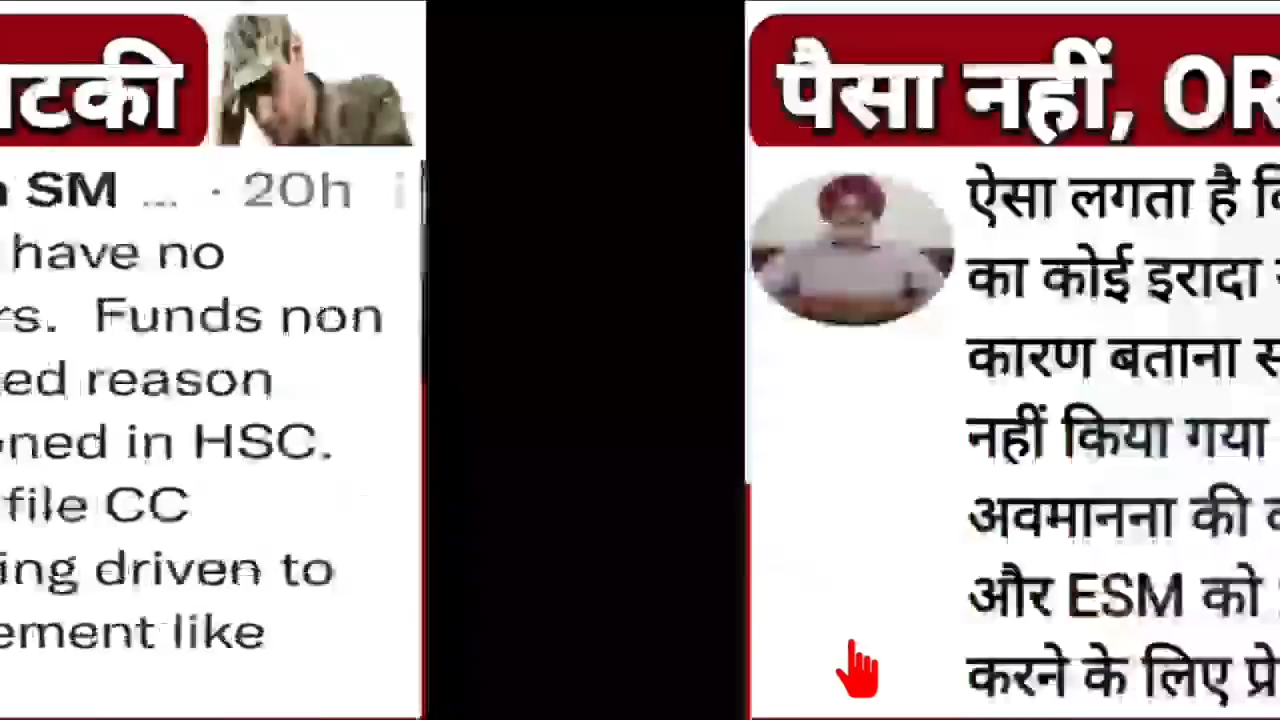 टकी
SM ... · 20h
have no
rs. Funds non
ed reason
ned in HSC.
file CC
ing driven to
ement like
पैसा नहीं, OR
ऐसा लगता है
का कोई इरादा
कारण बताना
नहीं किया गया
अवमानना की
और ESM को
करने के लिए प्रे